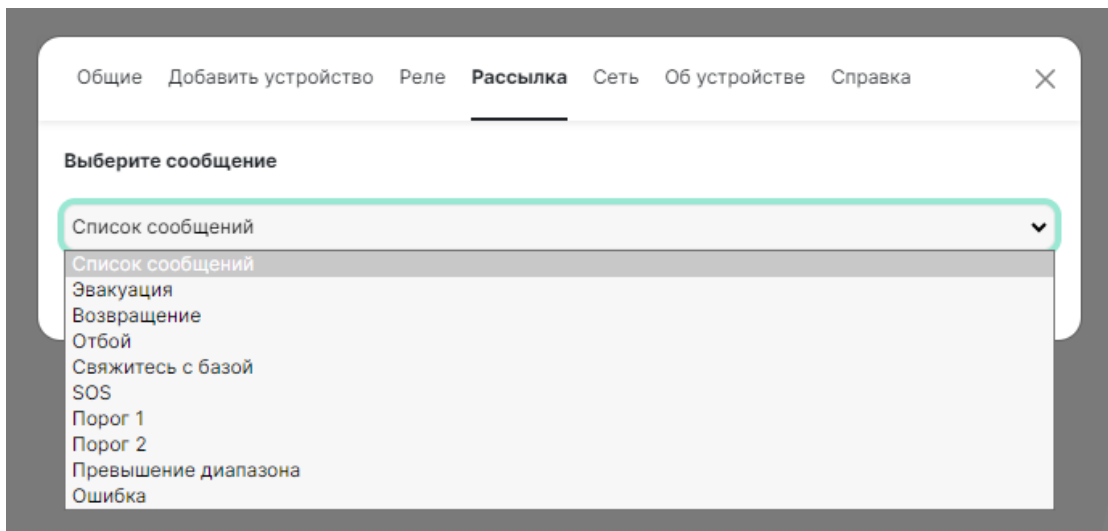 Общие Добавить устройство Реле Рассылка Сеть Об устройстве Справка
Выберите сообщение
Список сообщений
Список сообщений
Эвакуация
Возвращение
Отбой
Свяжитесь с базой
SOS
Порог 1
Порог 2
Превышение диапазона
Ошибка